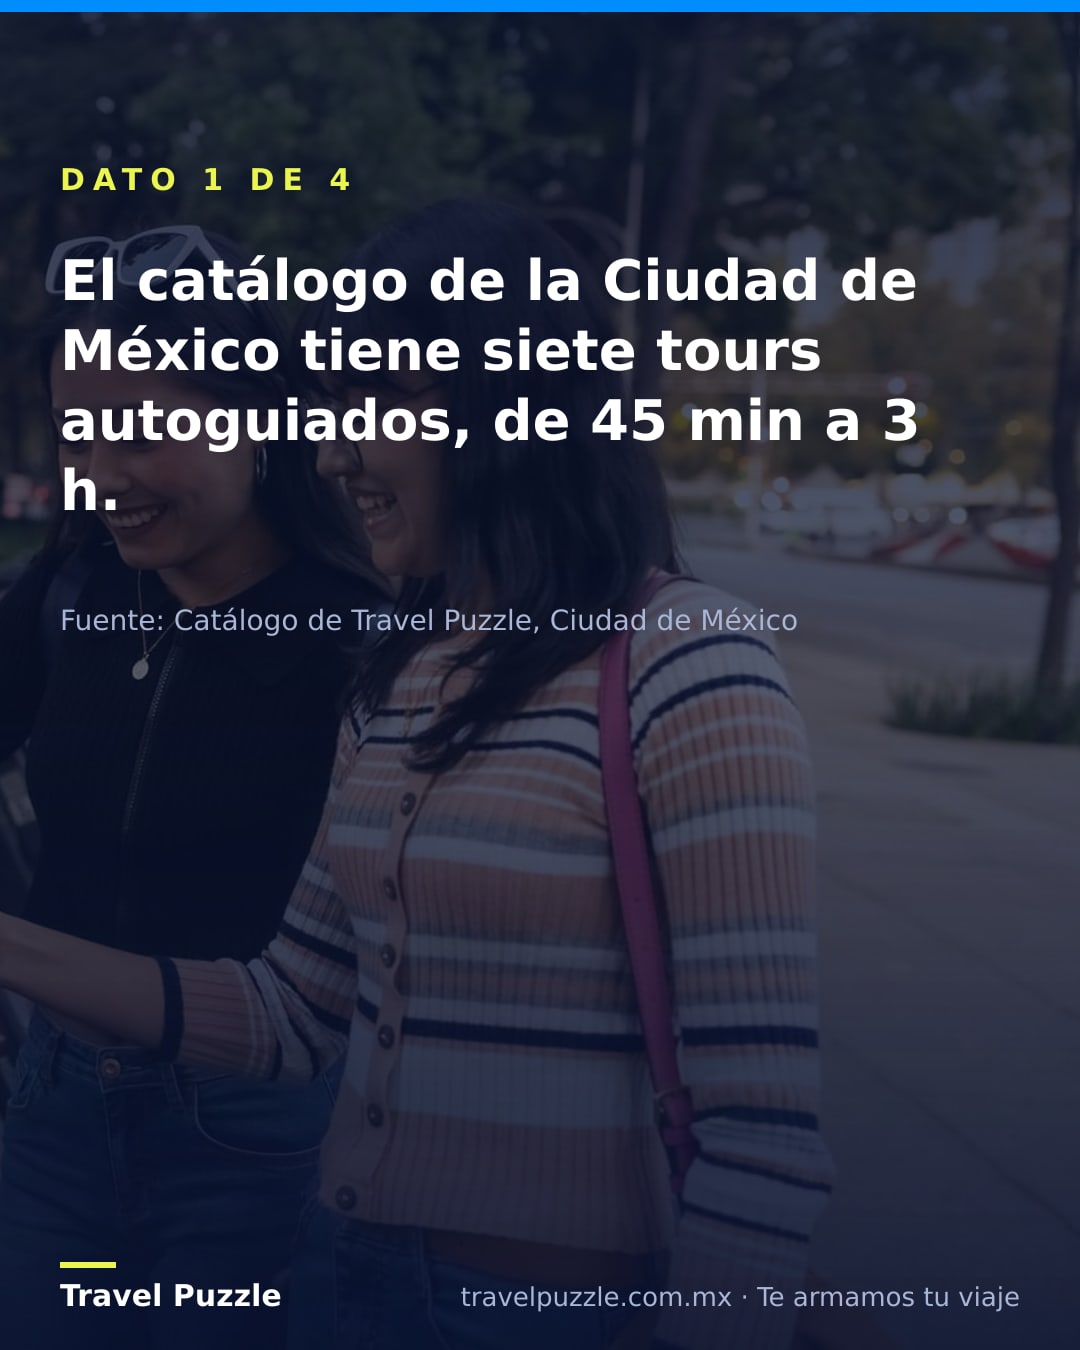 DATO 1 DE 4
El catálogo de la Ciudad de
México tiene siete tours
autoguiados, de 45 min a 3
h.
Fuente: Catálogo de Travel Puzzle, Ciudad de México
Travel Puzzle
travelpuzzle.com.mx · Te armamos tu viaje